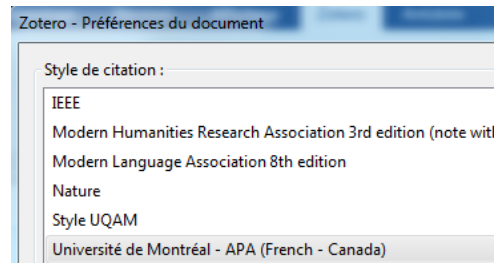 Zotero - Préférences du document
Style de citation :
IEEE
Modern Humanities Research Association 3rd edition (note wit
Modern Language Association 8th edition
Nature
Style UQAM
Université de Montréal - APA (French - Canada)